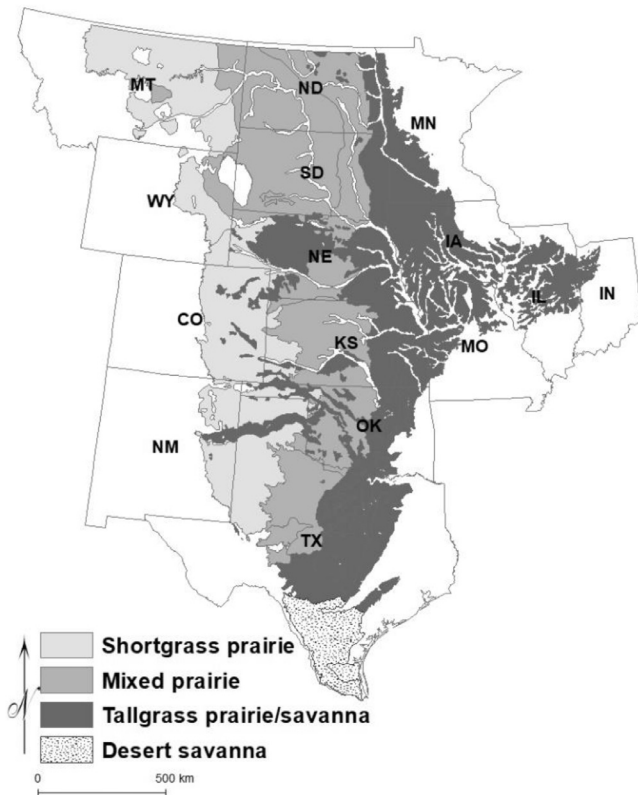 MT
ND
MN
SD
WY
IA
NE
IL
IN
CO
KS
MO
OK
NM
TX
Shortgrass prairie
Mixed prairie
Tallgrass prairie/savanna
Desert savanna
0 500 km